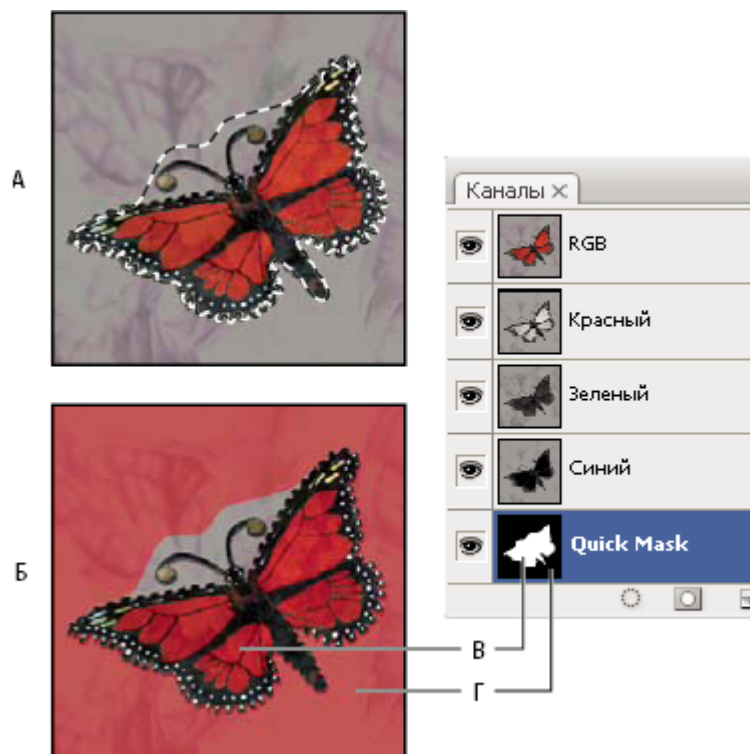 А
Каналы ×
RGB
Красный
Зеленый
Синий
Quick Mask
Б
В
Г